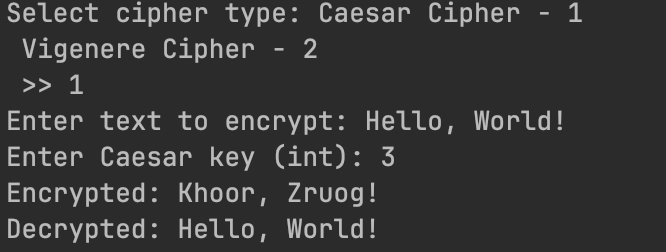 Select cipher type: Caesar Cipher - 1
 Vigenere Cipher - 2
 >> 1
Enter text to encrypt: Hello, World!
Enter Caesar key (int): 3
Encrypted: Khoor, Zruog!
Decrypted: Hello, World!